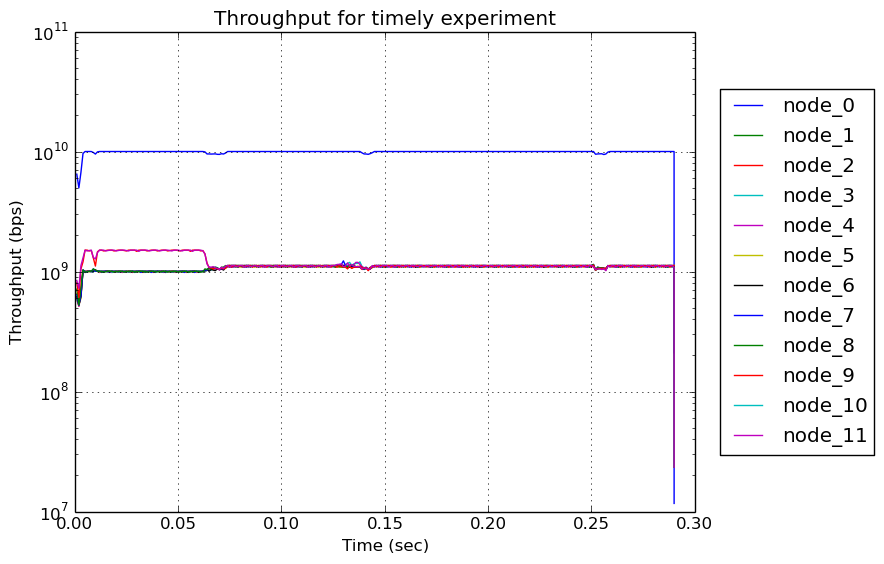 Throughput for timely experiment
Throughput (bps)
10^11
10^10
10^9
10^8
10^7
0.00 0.05 0.10 0.15 0.20 0.25 0.30
Time (sec)
node_0
node_1
node_2
node_3
node_4
node_5
node_6
node_7
node_8
node_9
node_10
node_11